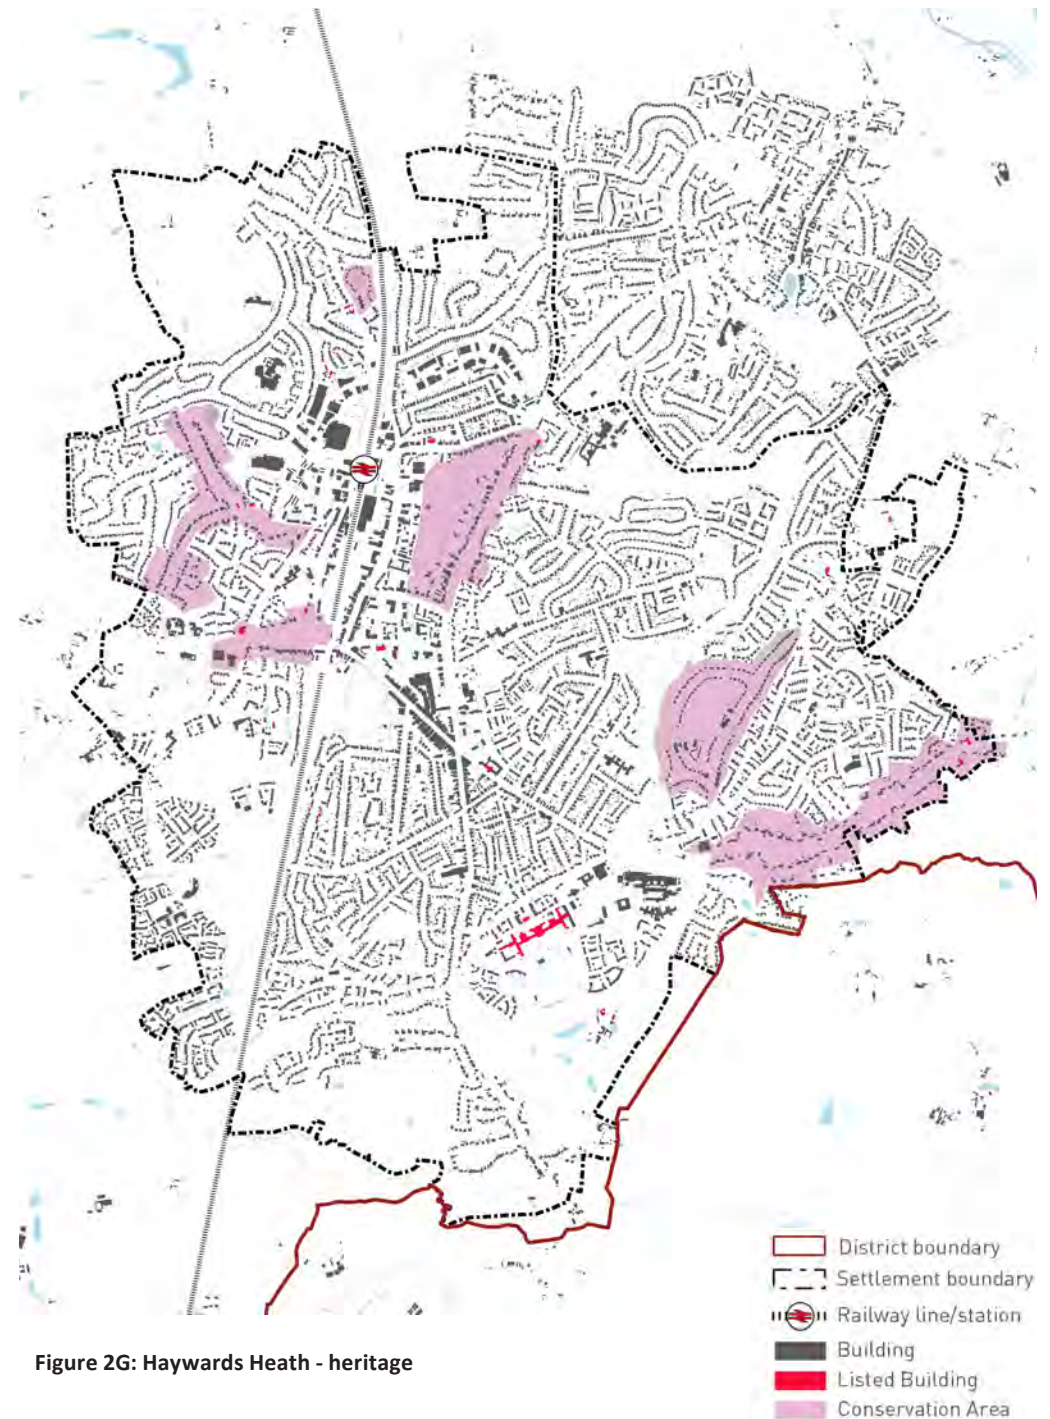 District boundary
Settlement boundary
Railway line/station
Building
Listed Building
Conservation Area
Figure 2G: Haywards Heath - heritage